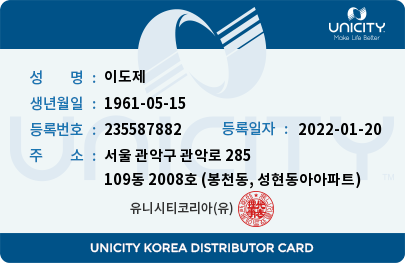 UNICITY
Make Life Better
성 명 : 이도제
생년월일 : 1961-05-15
등록번호 : 235587882 등록일자 : 2022-01-20
주 소 : 서울 관악구 관악로 285
109동 2008호 (봉천동, 성현동아아파트)
유니시티코리아(유)
UNICITY
UNICITY KOREA DISTRIBUTOR CARD